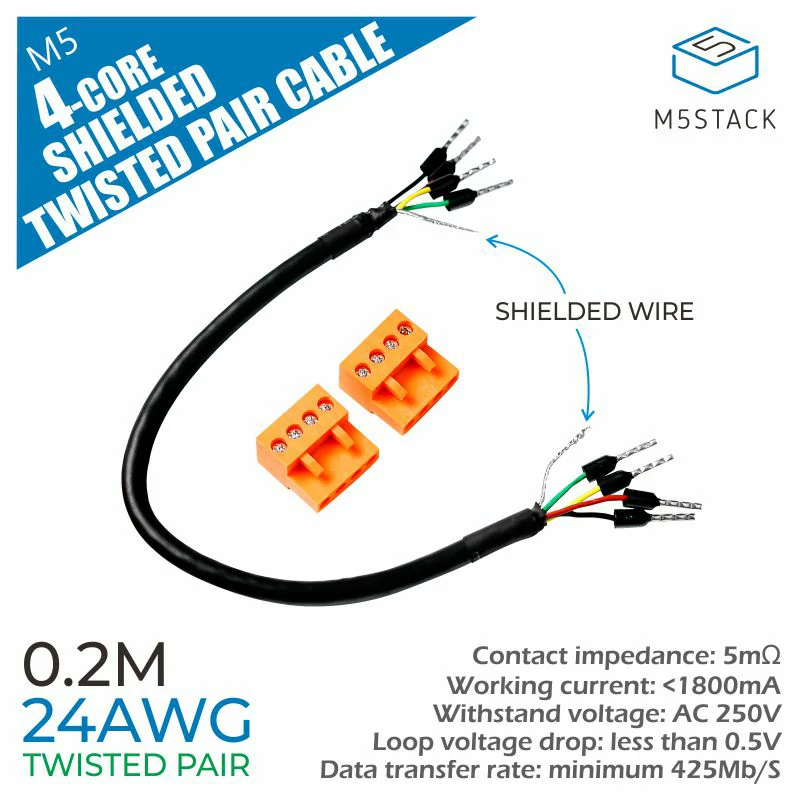 M5
4-CORE
SHIELDED
TWISTED PAIR CABLE
5
M5STACK
SHIELDED WIRE
0.2M
24AWG
TWISTED PAIR
Contact impedance: 5mΩ
Working current: <1800mA
Withstand voltage: AC 250V
Loop voltage drop: less than 0.5V
Data transfer rate: minimum 425Mb/S